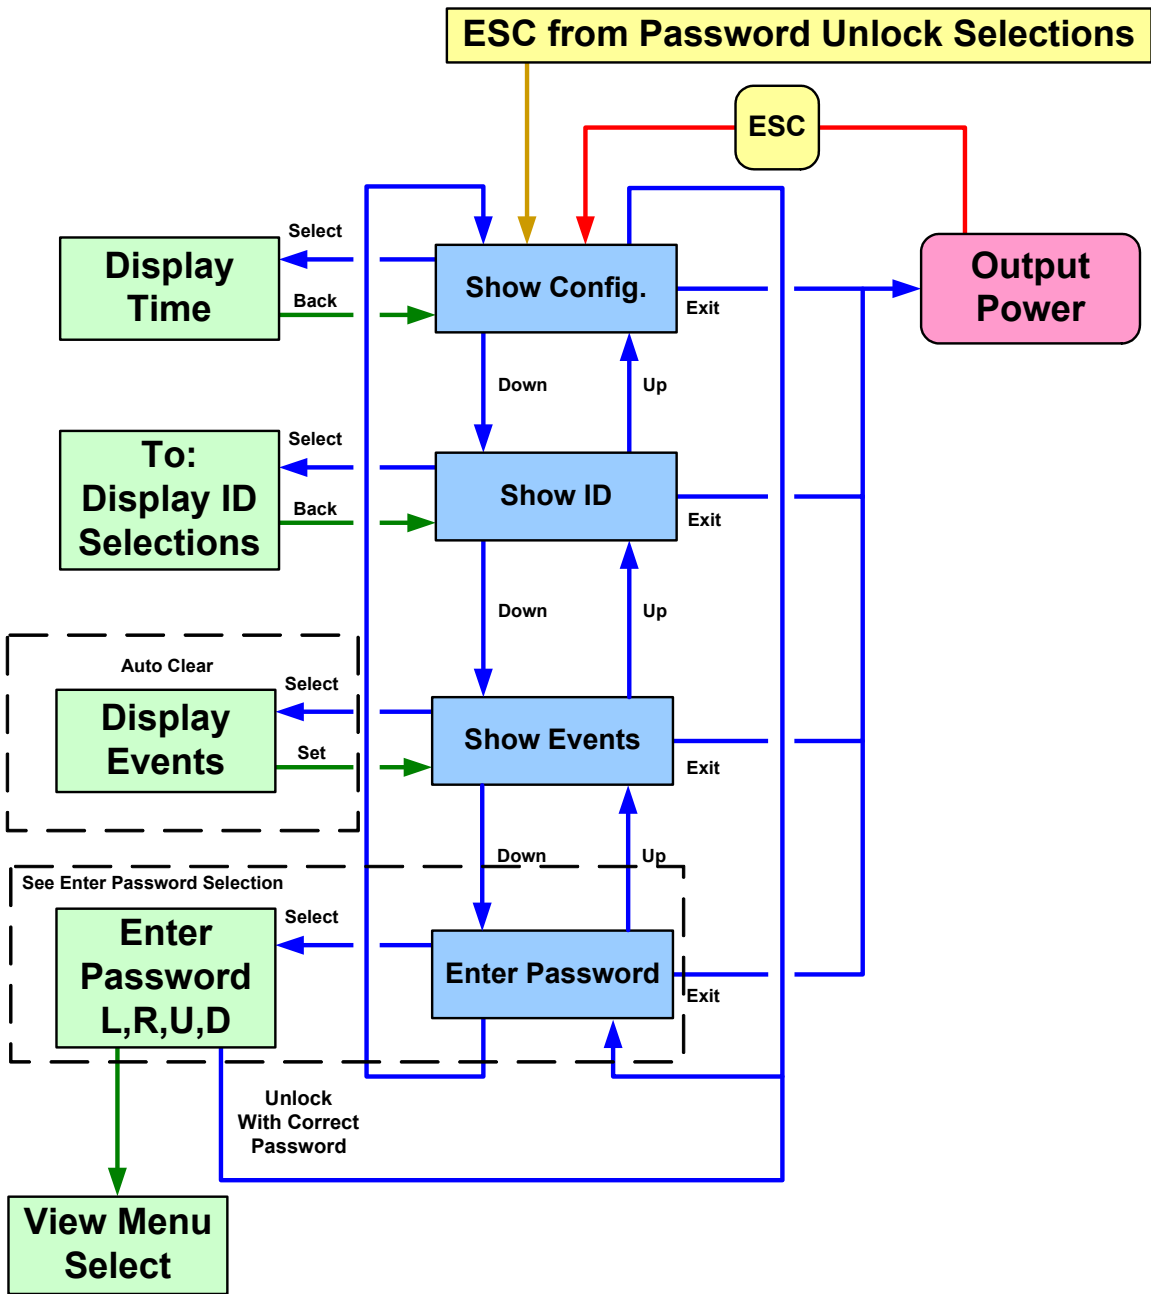 ESC from Password Unlock Selections
ESC
Select
Display
Time
Back
Show Config.
Exit
Output
Power
Down
Up
Select
To:
Display ID
Selections
Back
Show ID
Exit
Down
Up
Auto Clear
Select
Display
Events
Set
Show Events
Exit
Down
Up
See Enter Password Selection
Select
Enter
Password
L,R,U,D
Enter Password
Exit
Unlock
With Correct
Password
View Menu
Select